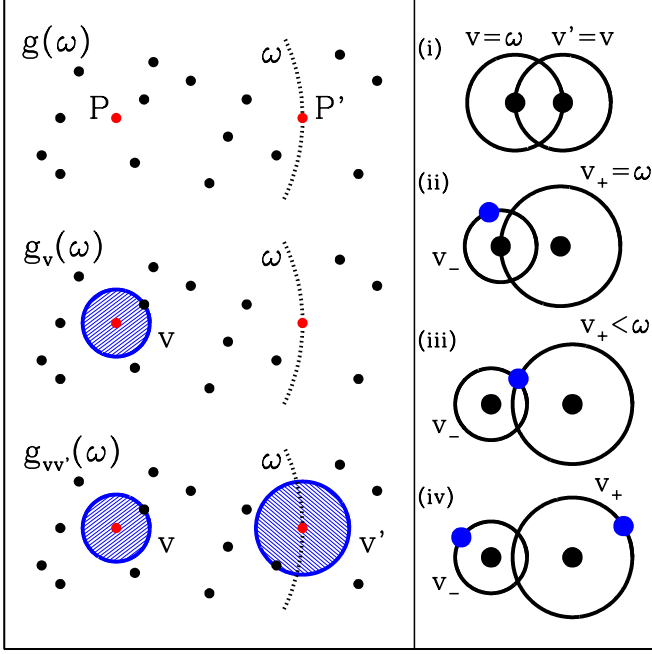 g(ω)
ω
P
P'
g_v(ω)
ω
v
g_vv'(ω)
ω
v
v'
(i)
v=ω
v'=v
(ii)
v_+=ω
v_-
(iii)
v_+<ω
v_-
(iv)
v_+
v_-